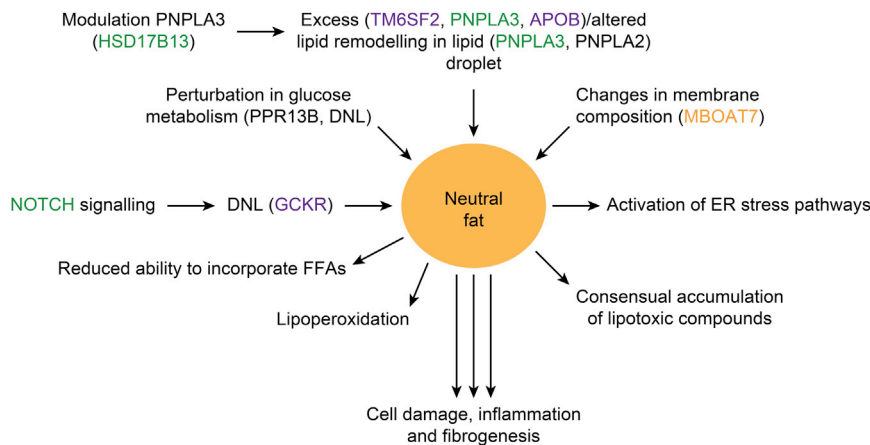 Modulation PNPLA3
(HSD17B13)
Excess (TM6SF2, PNPLA3, APOB)/altered
lipid remodelling in lipid (PNPLA3, PNPLA2)
droplet
Perturbation in glucose
metabolism (PPR13B, DNL)
Changes in membrane
composition (MBOAT7)
NOTCH signalling
DNL (GCKR)
Neutral
fat
Activation of ER stress pathways
Reduced ability to incorporate FFAs
Lipoperoxidation
Consensual accumulation
of lipotoxic compounds
Cell damage, inflammation
and fibrogenesis